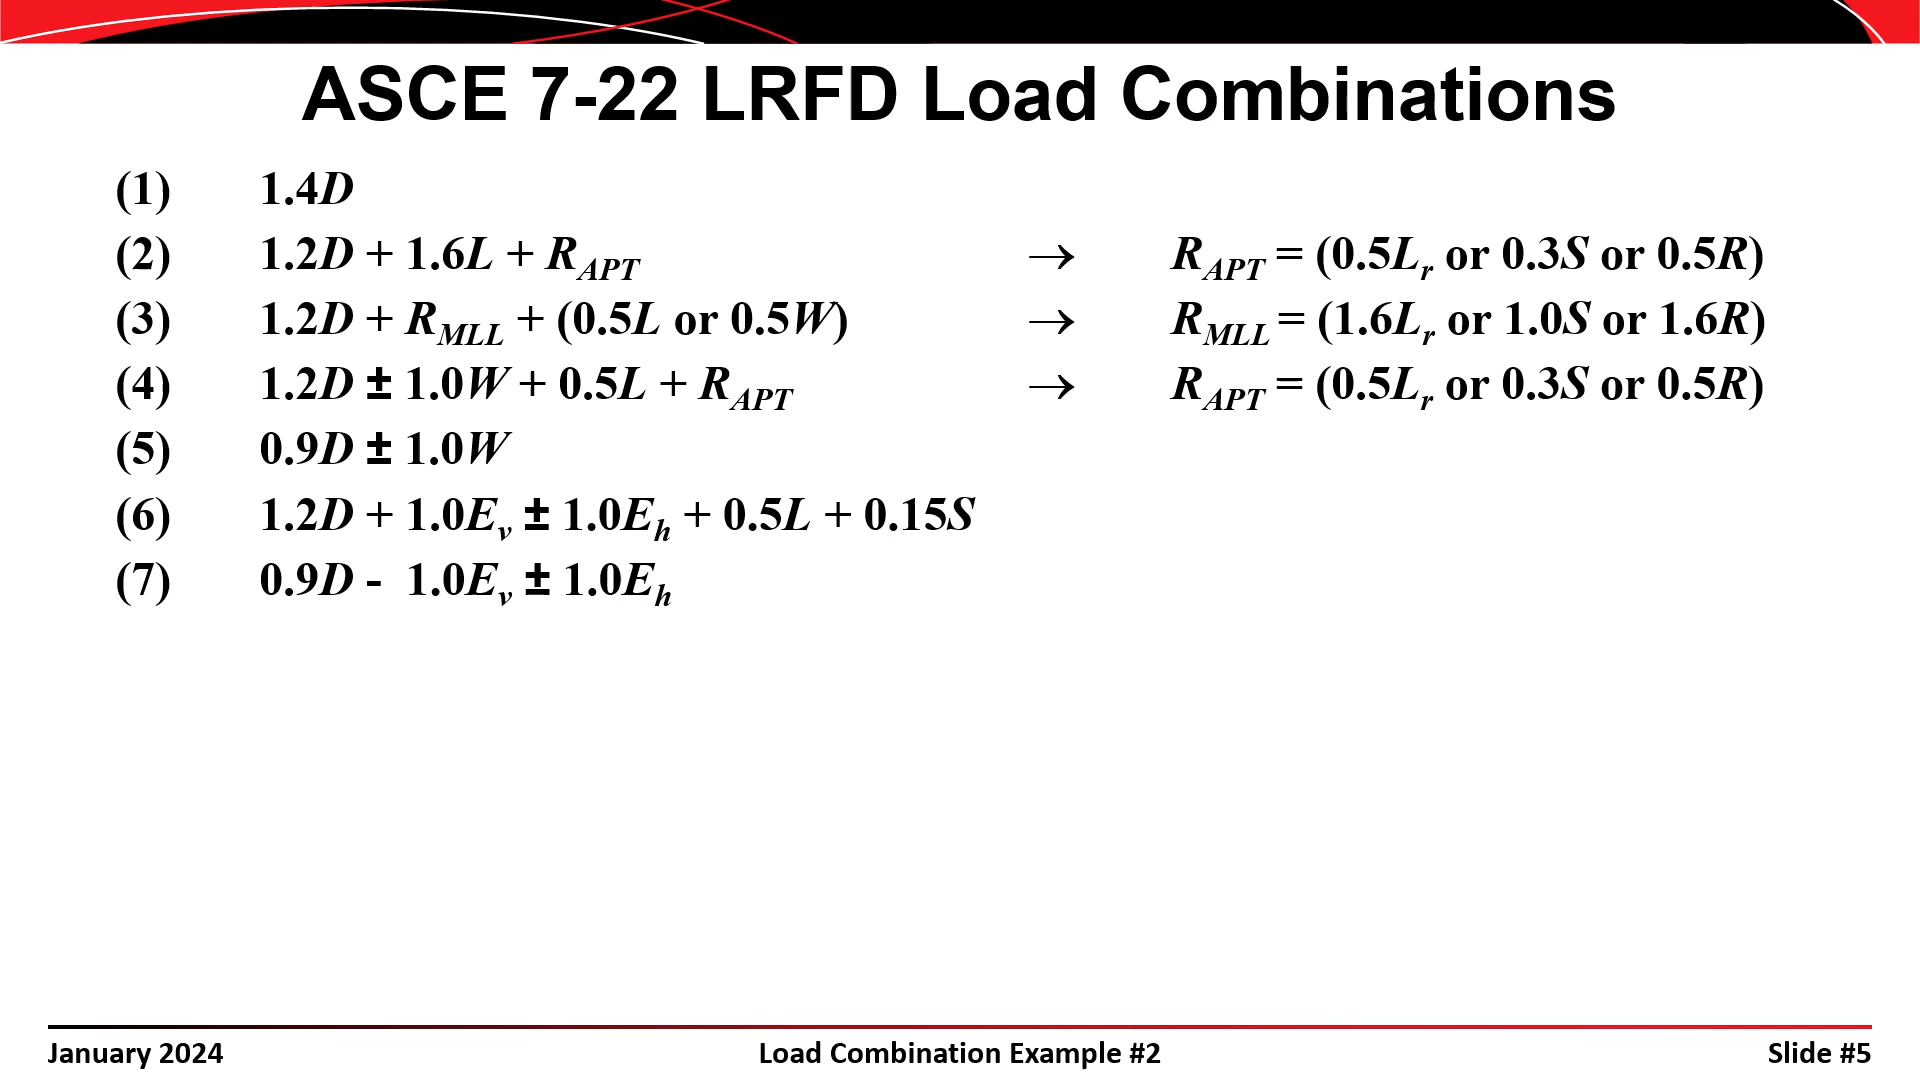 ASCE 7-22 LRFD Load Combinations
(1) 1.4D
(2) 1.2D + 1.6L + R_APT → R_APT = (0.5L_r or 0.3S or 0.5R)
(3) 1.2D + R_MLL + (0.5L or 0.5W) → R_MLL = (1.6L_r or 1.0S or 1.6R)
(4) 1.2D ± 1.0W + 0.5L + R_APT → R_APT = (0.5L_r or 0.3S or 0.5R)
(5) 0.9D ± 1.0W
(6) 1.2D + 1.0E_v ± 1.0E_h + 0.5L + 0.15S
(7) 0.9D - 1.0E_v ± 1.0E_h
January 2024 Load Combination Example #2 Slide #5